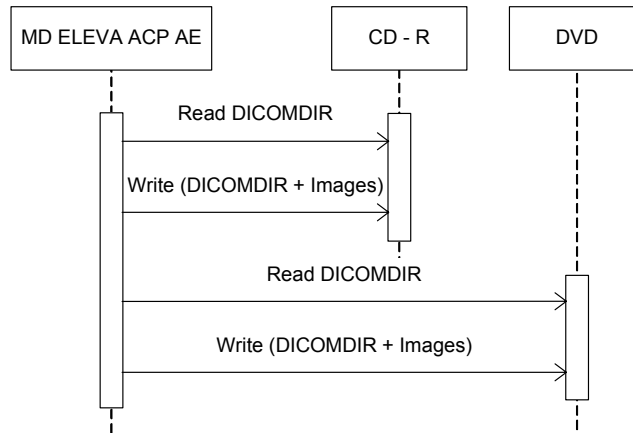 MD ELEVA ACP AE
CD - R
DVD
Read DICOMDIR
Write (DICOMDIR + Images)
Read DICOMDIR
Write (DICOMDIR + Images)